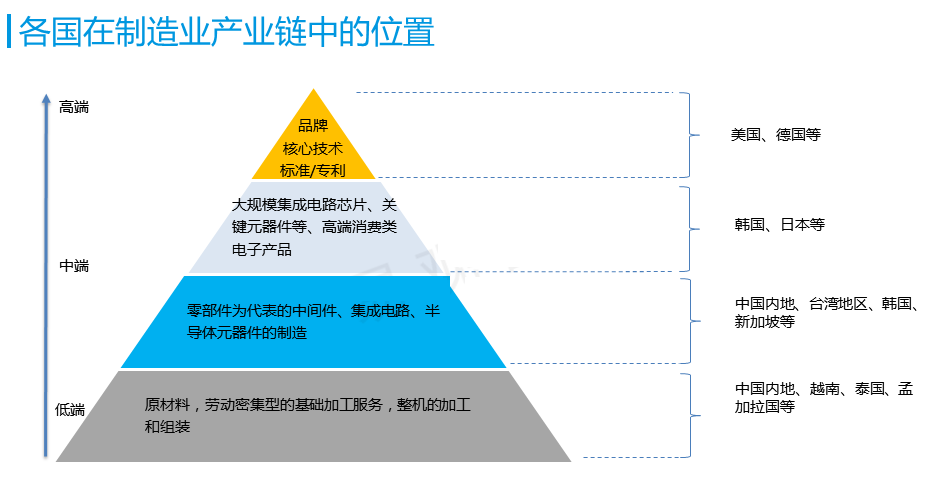 各国在制造业产业链中的位置
高端
品牌
核心技术
标准/专利
美国、德国等
大规模集成电路芯片、关
键元器件等、高端消费类
电子产品
韩国、日本等
中端
零部件为代表的中间件、集成电路、半
导体元器件的制造
中国内地、台湾地区、韩国、
新加坡等
低端
原材料，劳动密集型的基础加工服务，整机的加工
和组装
中国内地、越南、泰国、孟
加拉国等